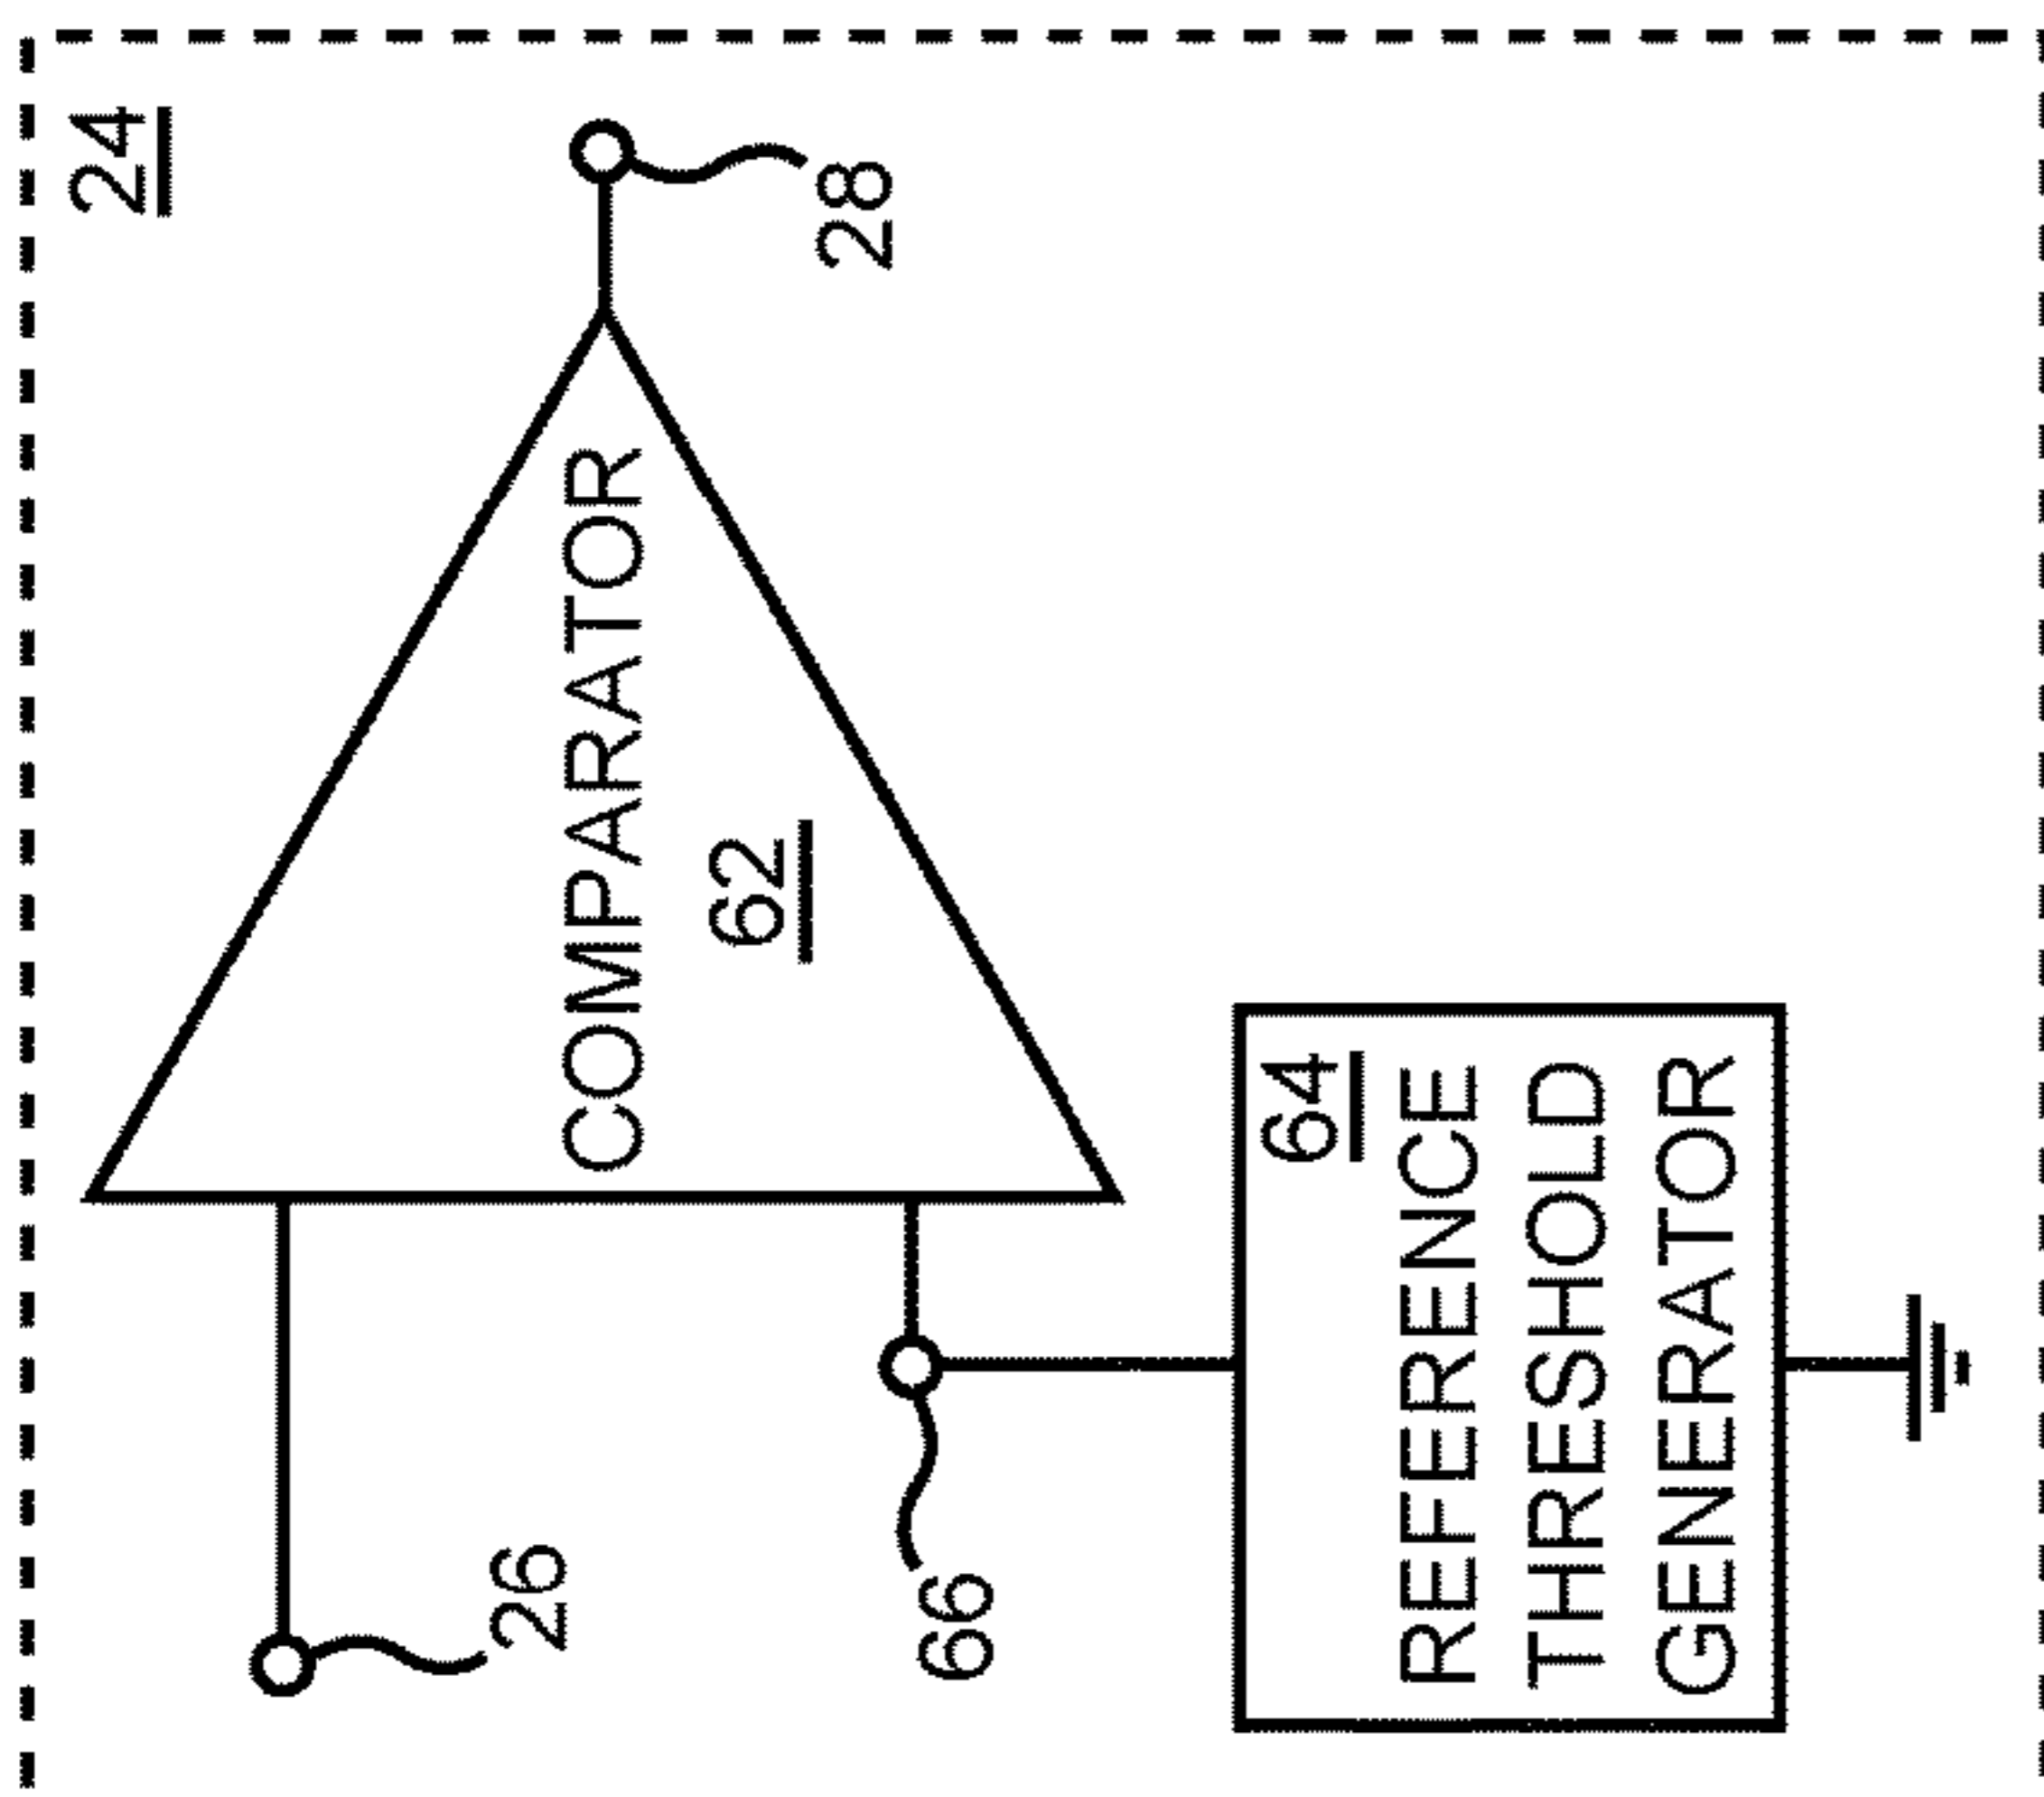 24
28
COMPARATOR
62
26
66
64
REFERENCE
THRESHOLD
GENERATOR